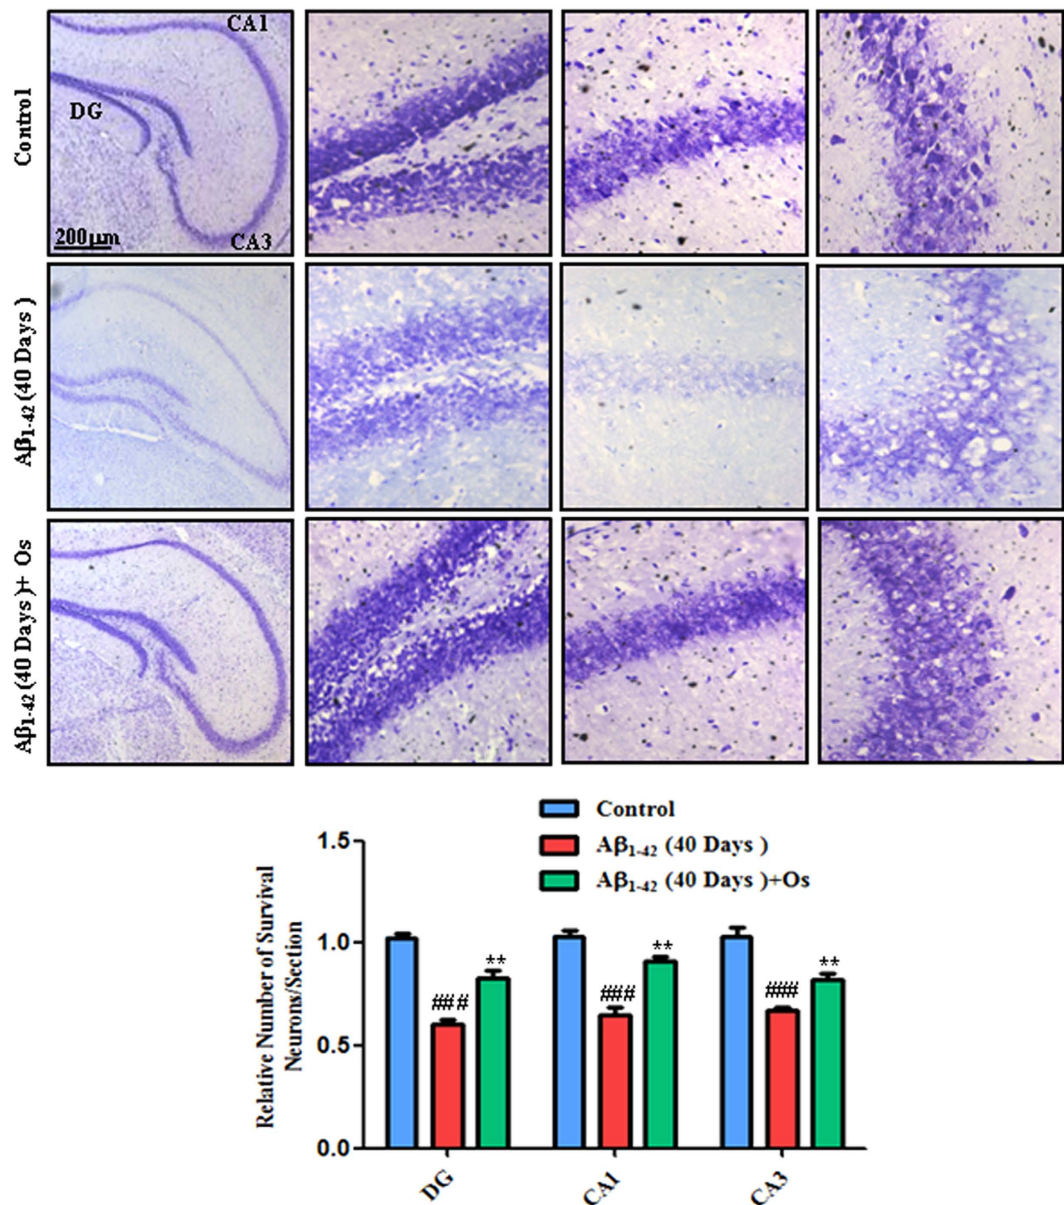 CA1
DG
Control
200µm
CA3
Aβ1-42 (40 Days )
Aβ1-42 (40 Days )+ Os
Control
Aβ1-42 (40 Days )
Aβ1-42 (40 Days )+Os
Relative Number of Survival
Neurons/Section
1.5
1.0
0.5
0.0
###
**
###
**
###
**
DG
CA1
CA3